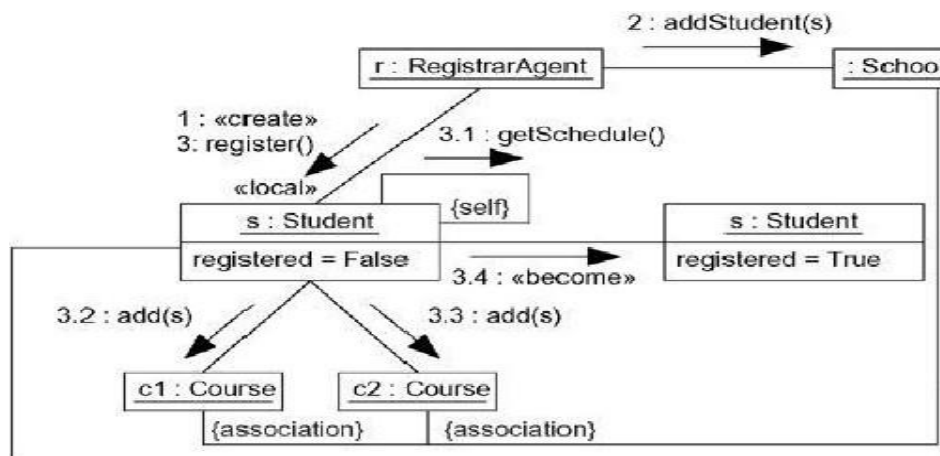 2 : addStudent(s)
r : RegistrarAgent
: Schoo
1 : «create»
3: register()
3.1 : getSchedule()
«local»
{self}
s : Student
registered = False
s : Student
registered = True
3.4 : «become»
3.2 : add(s)
3.3 : add(s)
c1 : Course
c2 : Course
{association}
{association}